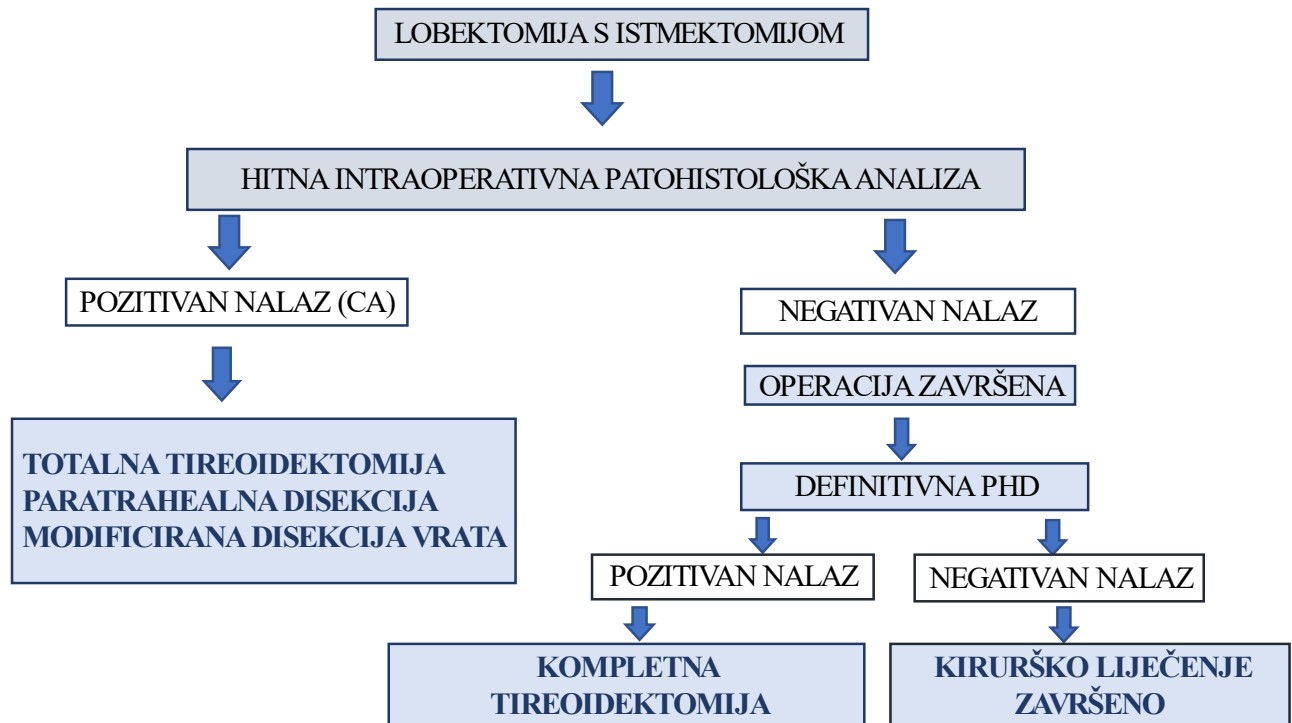 LOBEKTOMIJA S ISTMEKTOMIJOM
HITNA INTRAOPERATIVNA PATOHISTOLOŠKA ANALIZA
POZITIVAN NALAZ (CA)
NEGATIVAN NALAZ
OPERACIJA ZAVRŠENA
TOTALNA TIREOIDEKTOMIJA
PARATRAHEALNA DISEKCIJA
MODIFICIRANA DISEKCIJA VRATA
DEFINITIVNA PHD
POZITIVAN NALAZ
NEGATIVAN NALAZ
KOMPLETNA
TIREOIDEKTOMIJA
KIRURŠKO LIJEČENJE
ZAVRŠENO